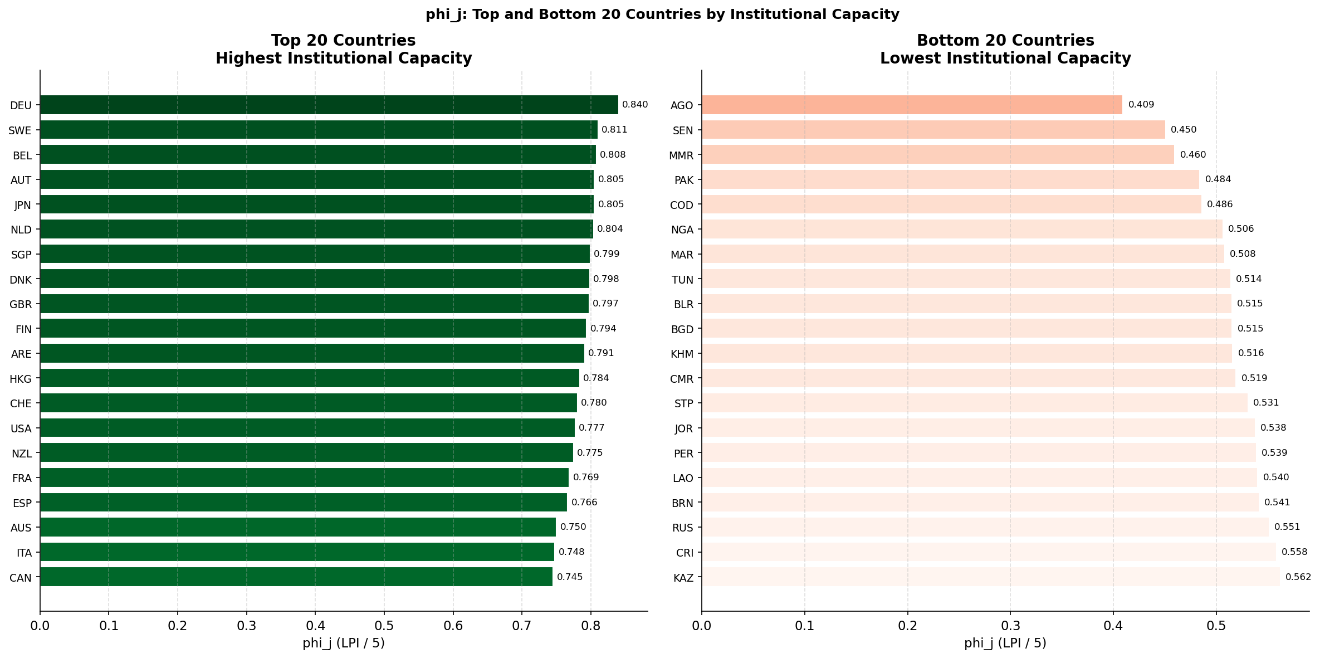 phi_j: Top and Bottom 20 Countries by Institutional Capacity
Top 20 Countries
Highest Institutional Capacity
DEU 0.840
SWE 0.811
BEL 0.808
AUT 0.805
JPN 0.805
NLD 0.804
SGP 0.799
DNK 0.798
GBR 0.797
FIN 0.794
ARE 0.791
HKG 0.784
CHE 0.780
USA 0.777
NZL 0.775
FRA 0.769
ESP 0.766
AUS 0.750
ITA 0.748
CAN 0.745
0.0 0.1 0.2 0.3 0.4 0.5 0.6 0.7 0.8
phi_j (LPI / 5)
Bottom 20 Countries
Lowest Institutional Capacity
AGO 0.409
SEN 0.450
MMR 0.460
PAK 0.484
COD 0.486
NGA 0.506
MAR 0.508
TUN 0.514
BLR 0.515
BGD 0.515
KHM 0.516
CMR 0.519
STP 0.531
JOR 0.538
PER 0.539
LAO 0.540
BRN 0.541
RUS 0.551
CRI 0.558
KAZ 0.562
0.0 0.1 0.2 0.3 0.4 0.5
phi_j (LPI / 5)